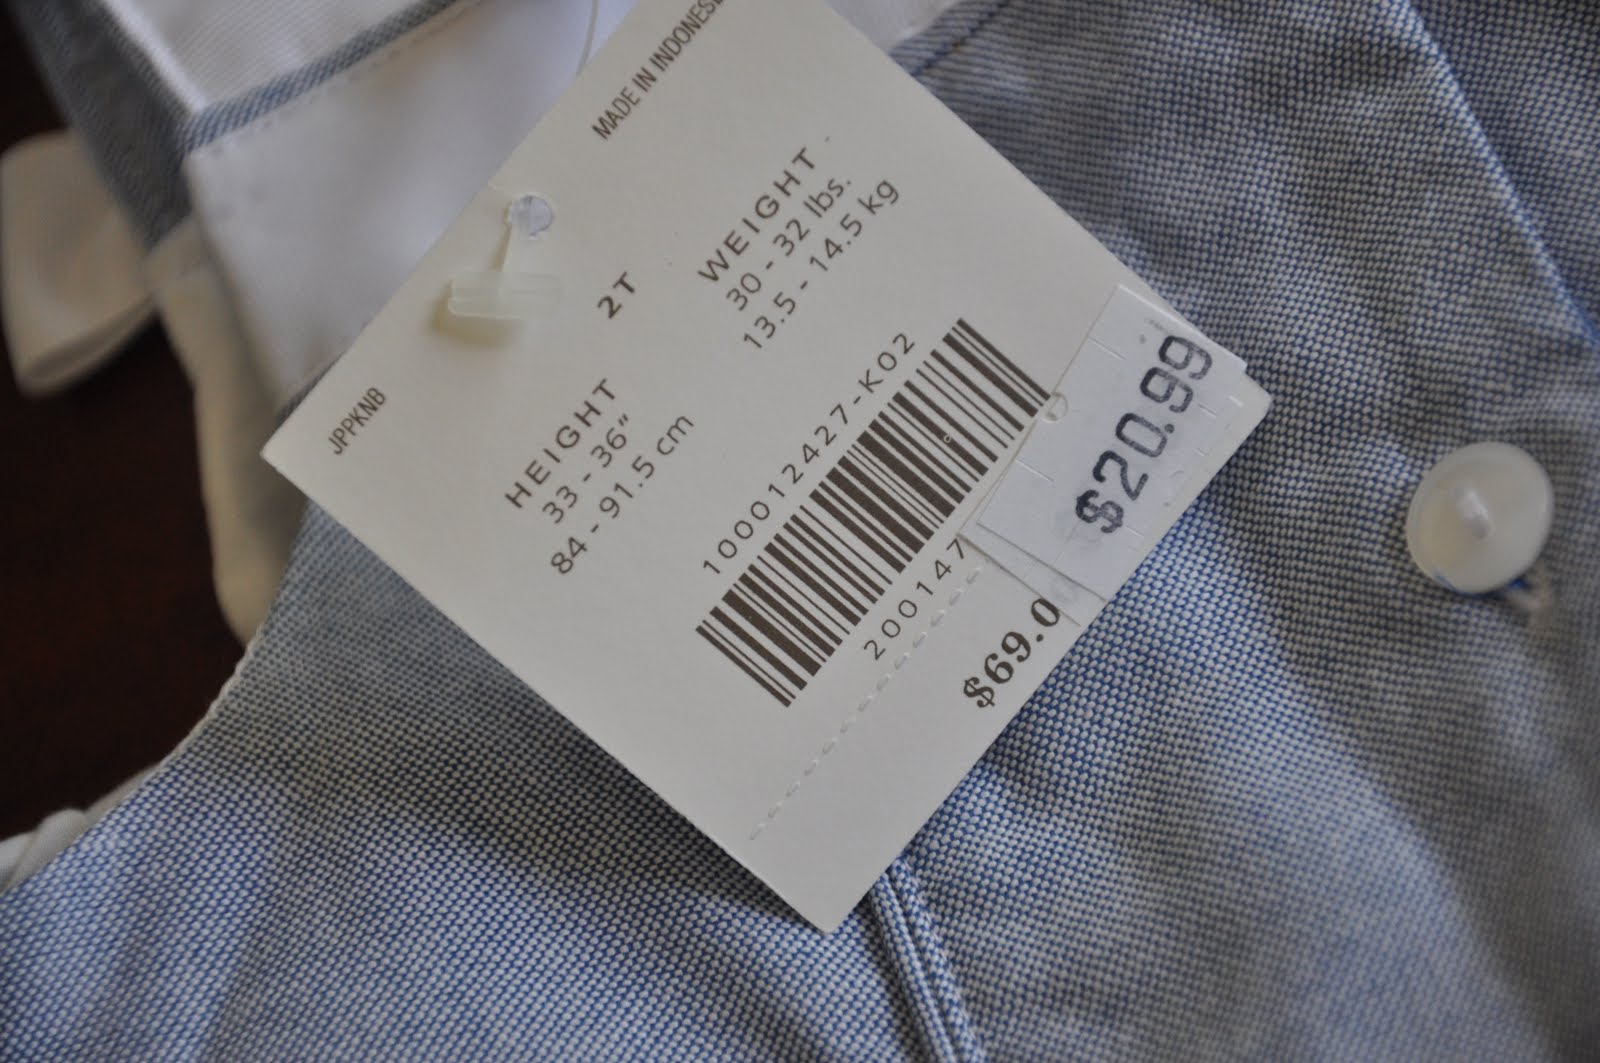 MADE IN INDONES
JPPKNB
2T
HEIGHT
33 - 36"
84 - 91.5 cm
WEIGHT
30 - 32 lbs.
13.5 - 14.5 kg
100012427-K02
200147
$20.99
$69.0